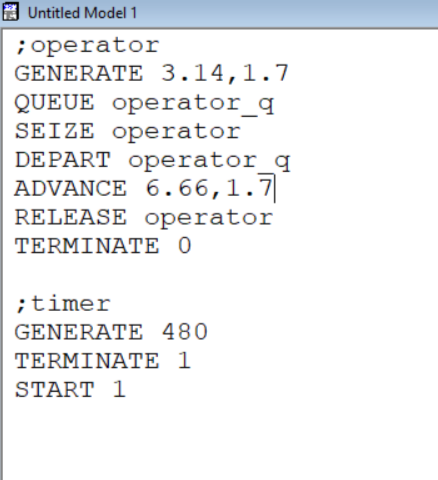 Untitled Model 1
;operator
GENERATE 3.14,1.7
QUEUE operator_q
SEIZE operator
DEPART operator_q
ADVANCE 6.66,1.7
RELEASE operator
TERMINATE 0
;timer
GENERATE 480
TERMINATE 1
START 1